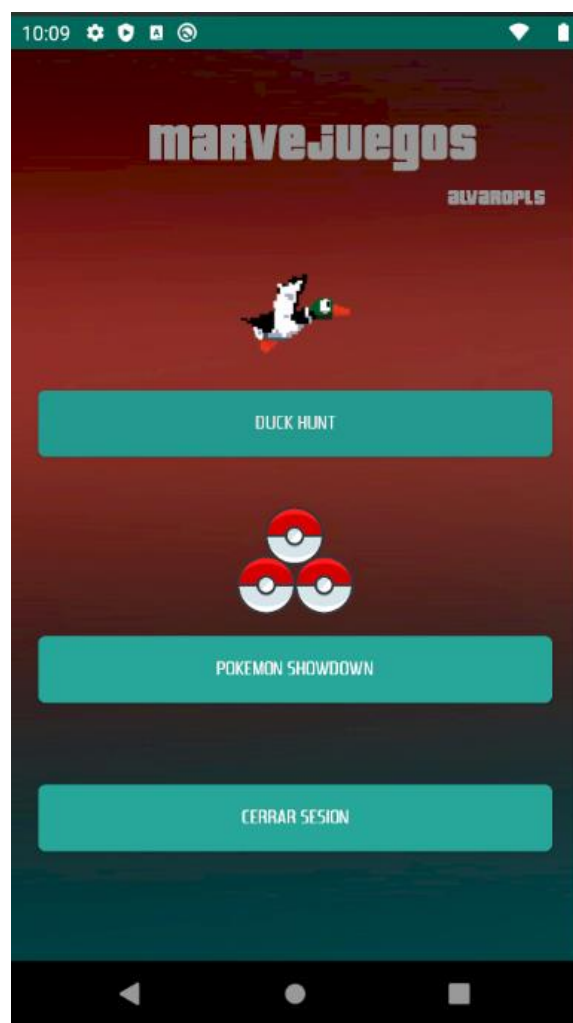 10:09
marvejuegos
alvaropls
DUCK HUNT
POKEMON SHOWDOWN
CERRAR SESION